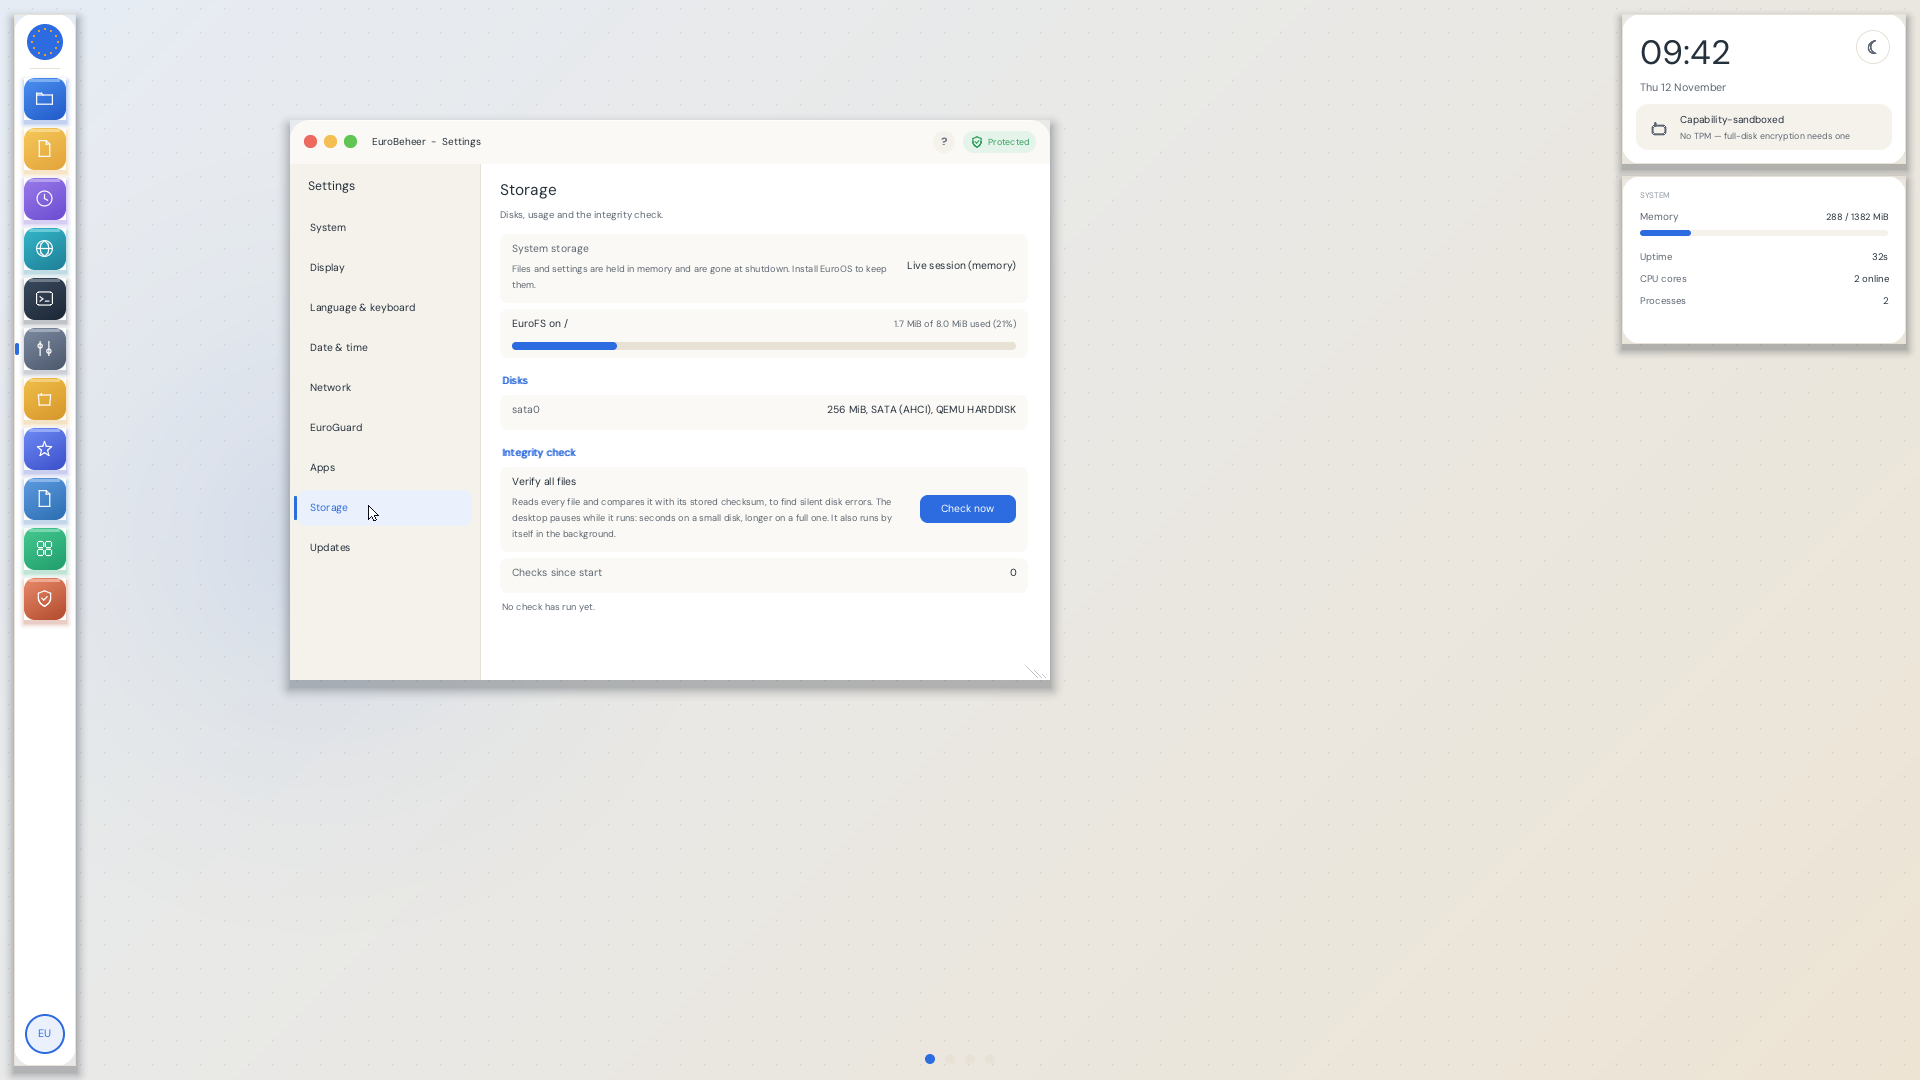 EuroBeheer - Settings
?
Protected
Settings
System
Display
Language & keyboard
Date & time
Network
EuroGuard
Apps
Storage
Updates
Storage
Disks, usage and the integrity check.
System storage
Files and settings are held in memory and are gone at shutdown. Install EuroOS to keep
them.
Live session (memory)
EuroFS on /
1.7 MiB of 8.0 MiB used (21%)
Disks
sata0
256 MiB, SATA (AHCI), QEMU HARDDISK
Integrity check
Verify all files
Reads every file and compares it with its stored checksum, to find silent disk errors. The
desktop pauses while it runs: seconds on a small disk, longer on a full one. It also runs by
itself in the background.
Check now
Checks since start
0
No check has run yet.
09:42
Thu 12 November
Capability-sandboxed
No TPM — full-disk encryption needs one
SYSTEM
Memory
288 / 1382 MiB
Uptime
32s
CPU cores
2 online
Processes
2
EU